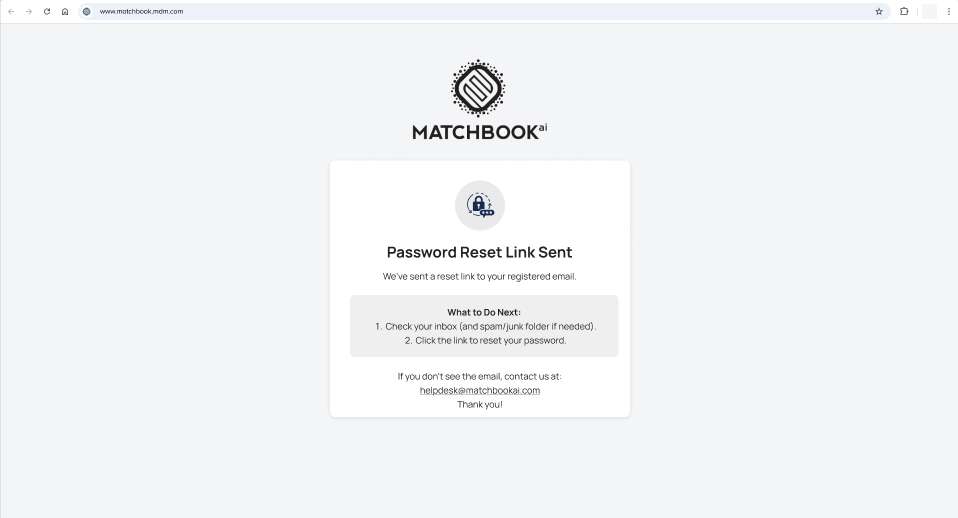 www.matchbook.mdm.com
MATCHBOOKai
Password Reset Link Sent
We've sent a reset link to your registered email.
What to Do Next:
1. Check your inbox (and spam/junk folder if needed).
2. Click the link to reset your password.
If you don't see the email, contact us at:
helpdesk@matchbookai.com
Thank you!